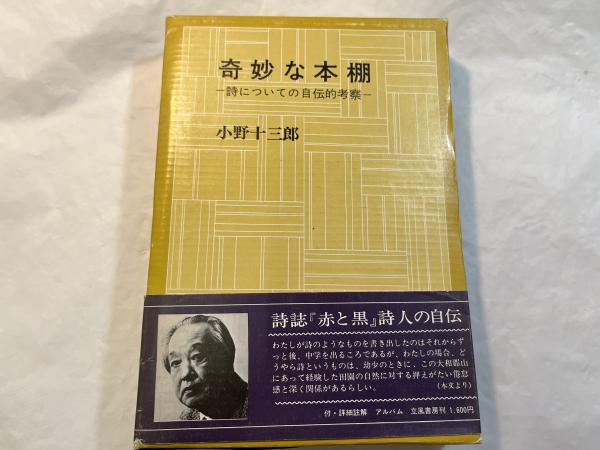 奇妙な本棚
−詩についての自伝的考察−
小野十三郎
詩誌『赤と黒』詩人の自伝
わたしが詩のようなものを書き出したのはそれからず
っと後、中学を出るころであるが、わたしの場合、ど
うやら詩というものは、幼少のときに、この大和郡山
にあって経験した田園の自然に対する押えがたい倦怠
感と深く関係があるらしい。
(本文より)
付・詳細註解 アルバム 立風書房刊 1,600円